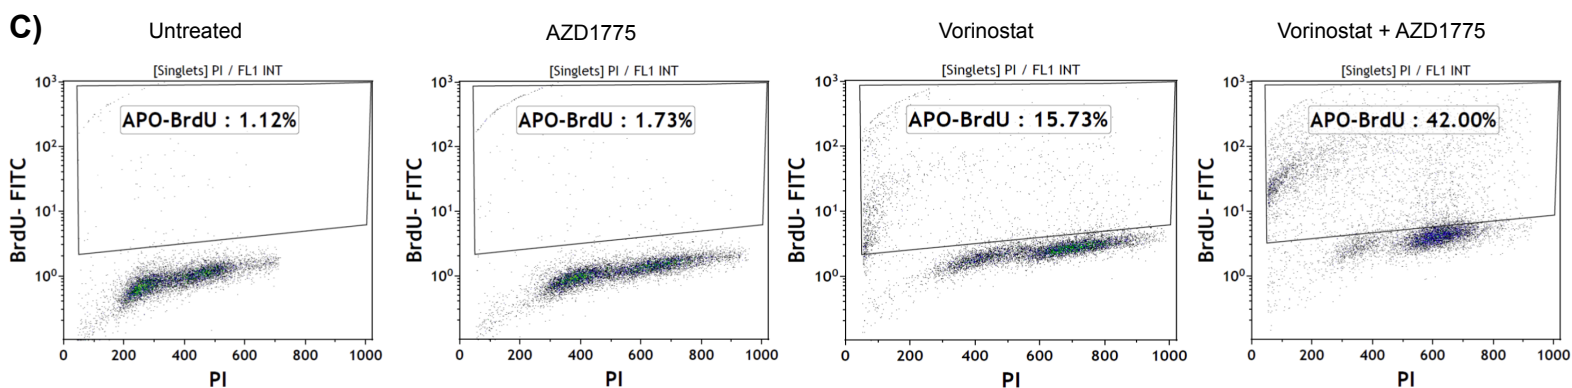 C)
Untreated
AZD1775
Vorinostat
Vorinostat + AZD1775
[Singlets] PI / FL1 INT
[Singlets] PI / FL1 INT
[Singlets] PI / FL1 INT
[Singlets] PI / FL1 INT
APO-BrdU : 1.12%
APO-BrdU : 1.73%
APO-BrdU : 15.73%
APO-BrdU : 42.00%
BrdU- FITC
10³
10²
10¹
10⁰
0 200 400 600 800 1000
PI
BrdU- FITC
10³
10²
10¹
10⁰
0 200 400 600 800 1000
PI
BrdU- FITC
10³
10²
10¹
10⁰
0 200 400 600 800 1000
PI
BrdU- FITC
10³
10²
10¹
10⁰
0 200 400 600 800 1000
PI